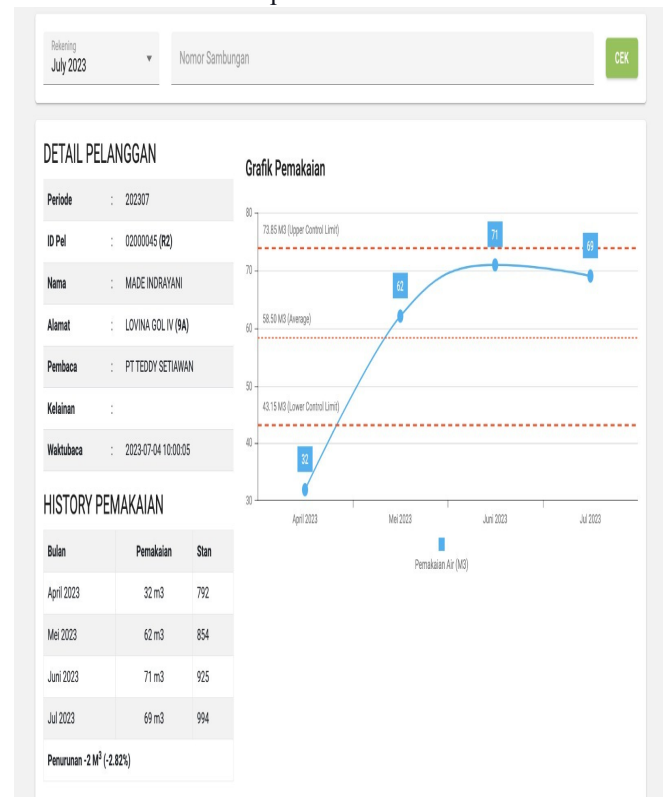 Rekening
July 2023
Nomor Sambungan
CEK
DETAIL PELANGGAN
Periode : 202307
ID Pel : 02000045 (R2)
Nama : MADE INDRAYANI
Alamat : LOVINA GOL IV (9A)
Pembaca : PT TEDDY SETIAWAN
Kelainan :
Waktubaca : 2023-07-04 10:00:05
HISTORY PEMAKAIAN
Bulan Pemakaian Stan
April 2023 32 m3 792
Mei 2023 62 m3 854
Juni 2023 71 m3 925
Jul 2023 69 m3 994
Penurunan -2 M³ (-2.82%)
Grafik Pemakaian
80
73.85 M3 (Upper Control Limit)
71
69
70
62
58.50 M3 (Average)
60
50
43.15 M3 (Lower Control Limit)
40
32
30
April 2023 Mei 2023 Juni 2023 Jul 2023
Pemakaian Air (M3)